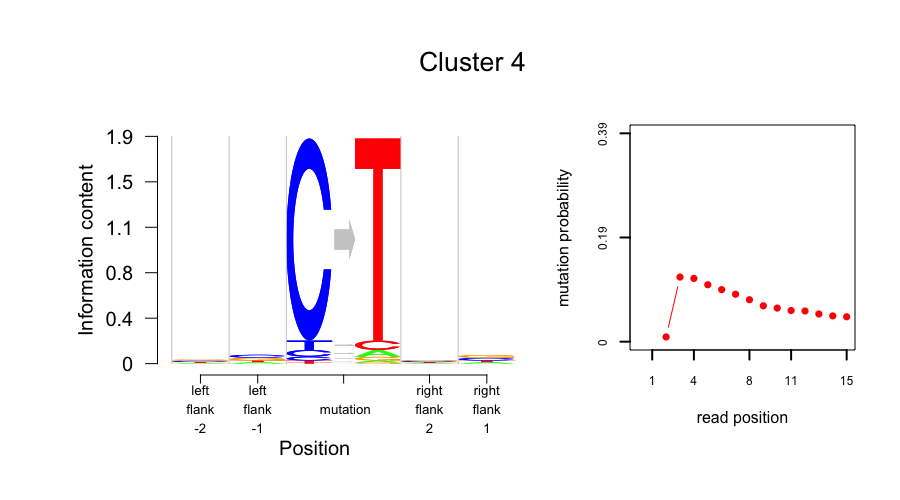 Cluster 4
Information content
1.9
1.5
1.1
0.8
0.4
0
C T
left flank -2
left flank -1
mutation
right flank 2
right flank 1
Position
mutation probability
0.39
0.19
0
1 4 8 11 15
read position